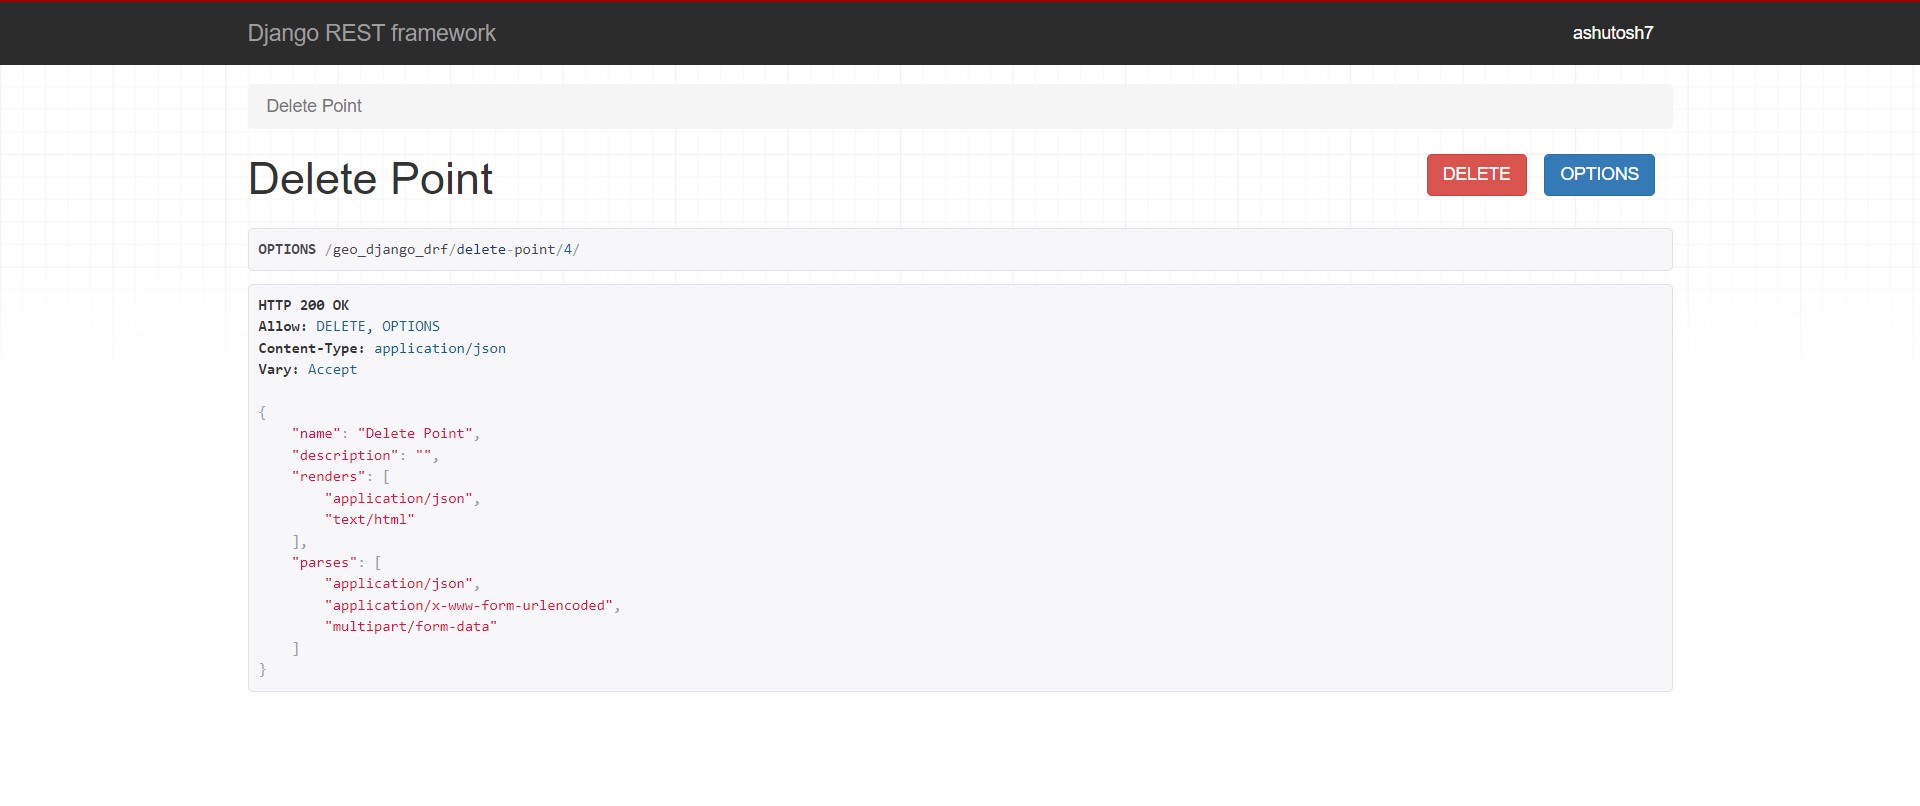 Django REST framework
ashutosh7
Delete Point
Delete Point
DELETE
OPTIONS
OPTIONS /geo_django_drf/delete-point/4/
HTTP 200 OK
Allow: DELETE, OPTIONS
Content-Type: application/json
Vary: Accept
{
    "name": "Delete Point",
    "description": "",
    "renders": [
        "application/json",
        "text/html"
    ],
    "parses": [
        "application/json",
        "application/x-www-form-urlencoded",
        "multipart/form-data"
    ]
}